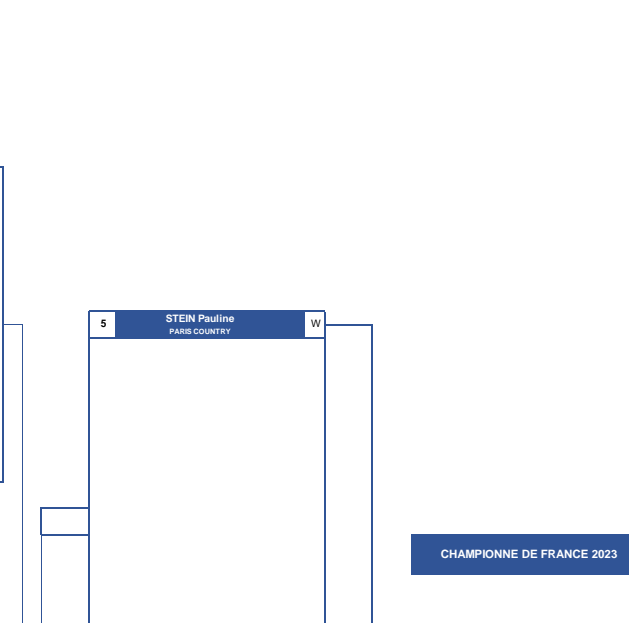 5
STEIN Pauline
PARIS COUNTRY
W
CHAMPIONNE DE FRANCE 2023